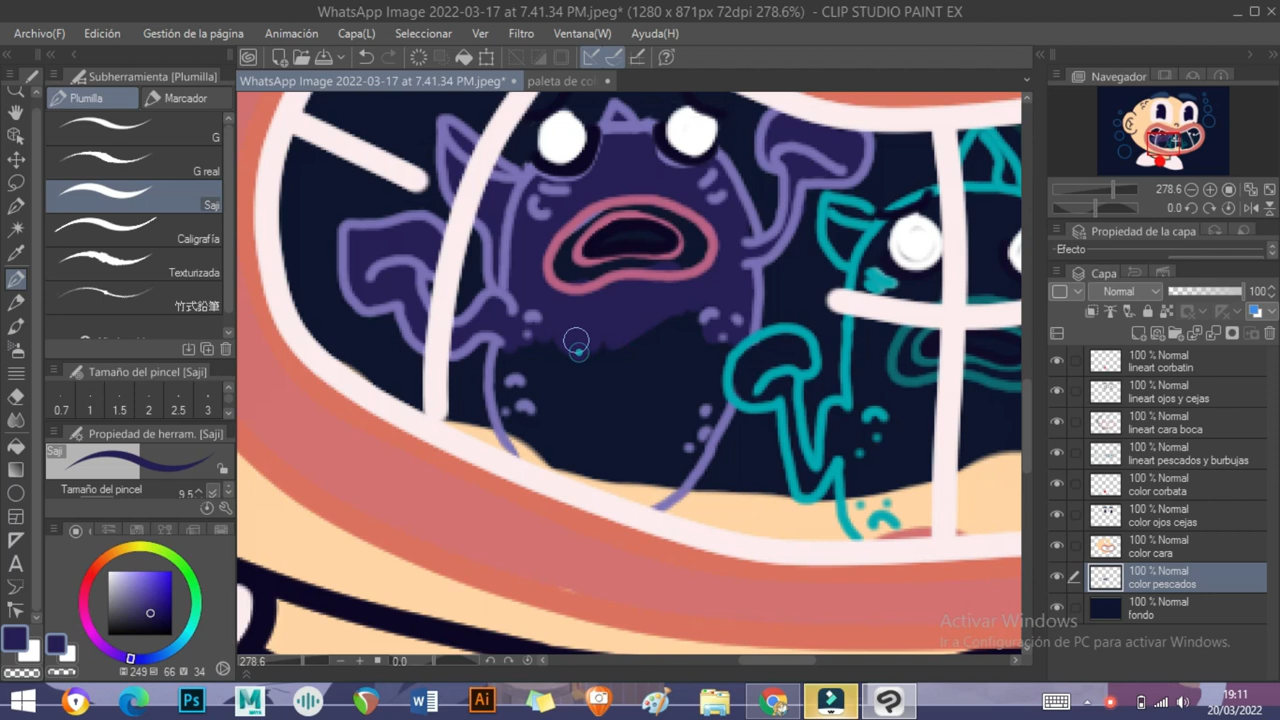 WhatsApp Image 2022-03-17 at 7.41.34 PM.jpeg* (1280 x 871px 72dpi 278.6%) - CLIP STUDIO PAINT EX
Archivo(F) Edición Gestión de la página Animación Capa(L) Seleccionar Ver Filtro Ventana(W) Ayuda(H)
Subherramienta [Plumilla]
Plumilla Marcador
G
G real
Saji
Caligrafía
Texturizada
竹式鉛筆
Tamaño del pincel [Saji]
0.7 1 1.5 2 2.5 3
Propiedad de herram. [Saji]
Saji
Tamaño del pincel 9.5
249 66 34
WhatsApp Image 2022-03-17 at 7.41.34 PM.jpeg* paleta de col
278.6 0.0
Navegador
278.6
0.0
Propiedad de la capa
Efecto
Capa
Normal 100
100 % Normal
lineart corbatin
100 % Normal
lineart ojos y cejas
100 % Normal
lineart cara boca
100 % Normal
lineart pescados y burbujas
100 % Normal
color corbata
100 % Normal
color ojos cejas
100 % Normal
color cara
100 % Normal
color pescados
100 % Normal
fondo
Activar Windows
Ir a Configuración de PC para activar Windows.
Ps
M
W
Ai
19:11
20/03/2022